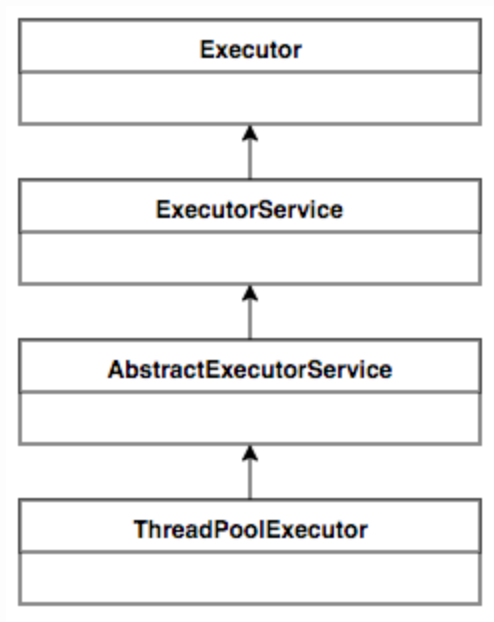 Executor
ExecutorService
AbstractExecutorService
ThreadPoolExecutor